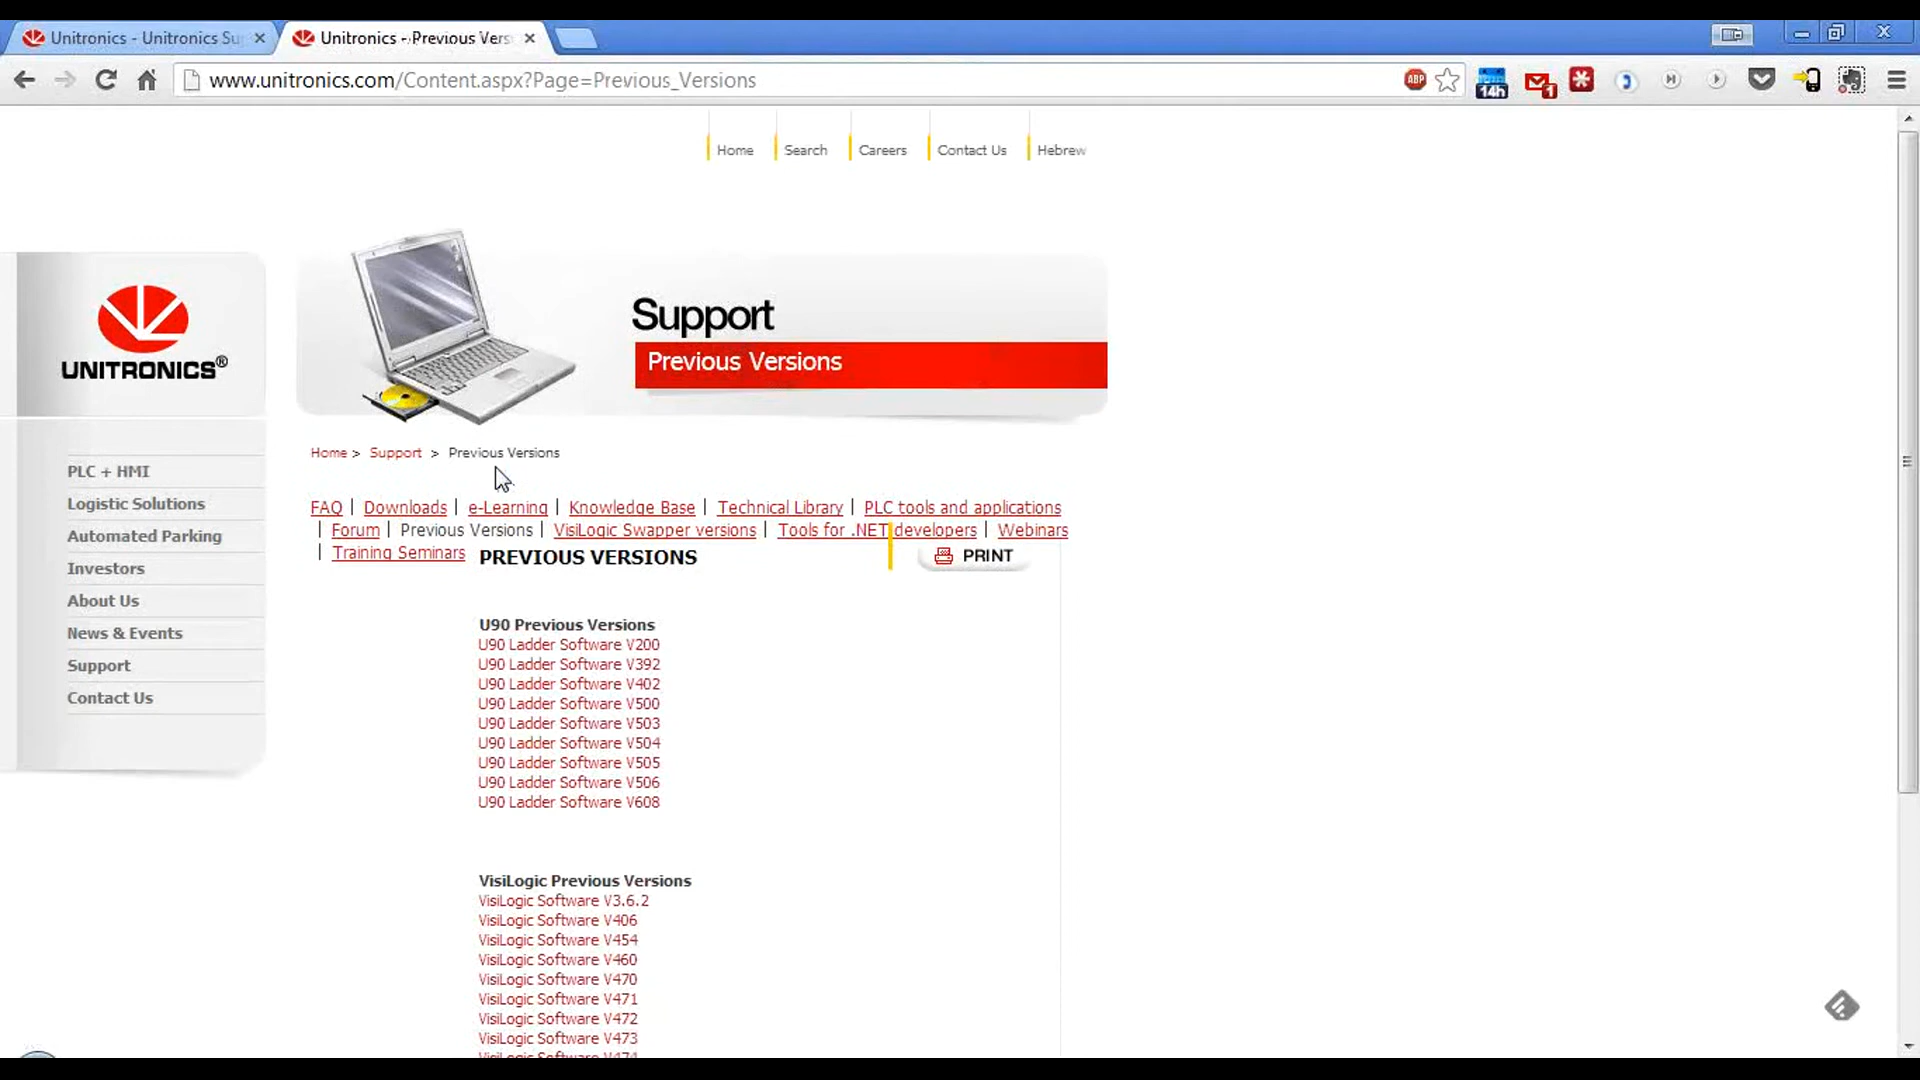 Unitronics - Unitronics Su
Unitronics - Previous Vers
www.unitronics.com/Content.aspx?Page=Previous_Versions
ABP
14h
1
Home
Search
Careers
Contact Us
Hebrew
UNITRONICS®
Support
Previous Versions
Home > Support > Previous Versions
PLC + HMI
Logistic Solutions
Automated Parking
Investors
About Us
News & Events
Support
Contact Us
FAQ | Downloads | e-Learning | Knowledge Base | Technical Library | PLC tools and applications
| Forum | Previous Versions | VisiLogic Swapper versions | Tools for .NET developers | Webinars
| Training Seminars
PREVIOUS VERSIONS
PRINT
U90 Previous Versions
U90 Ladder Software V200
U90 Ladder Software V392
U90 Ladder Software V402
U90 Ladder Software V500
U90 Ladder Software V503
U90 Ladder Software V504
U90 Ladder Software V505
U90 Ladder Software V506
U90 Ladder Software V608
VisiLogic Previous Versions
VisiLogic Software V3.6.2
VisiLogic Software V406
VisiLogic Software V454
VisiLogic Software V460
VisiLogic Software V470
VisiLogic Software V471
VisiLogic Software V472
VisiLogic Software V473